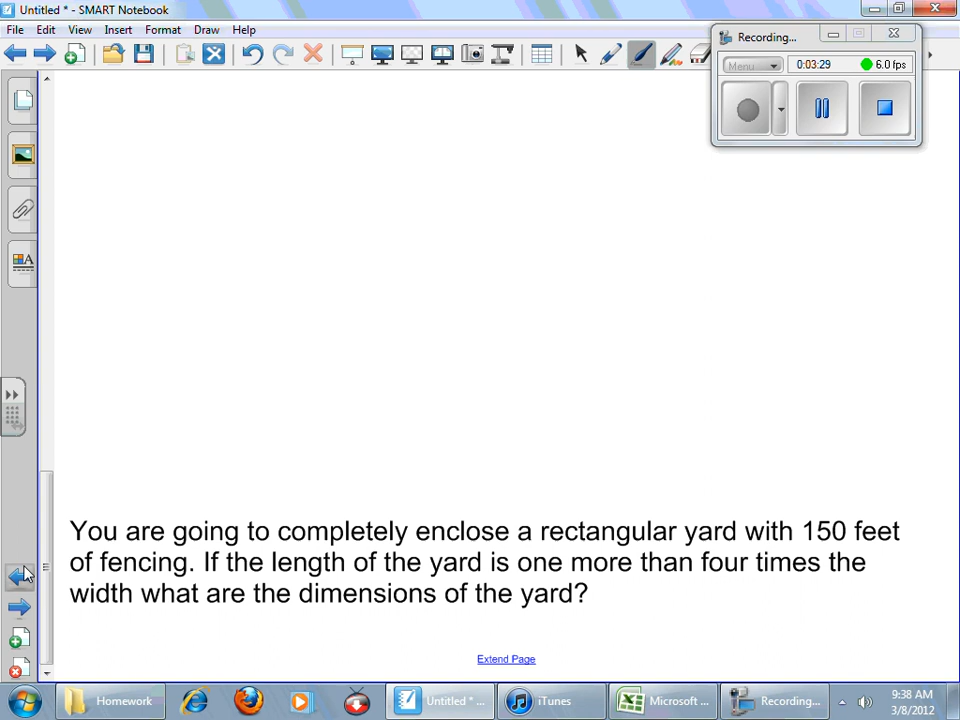 Untitled * - SMART Notebook
File Edit View Insert Format Draw Help
Recording...
Menu 0:03:29 6.0 fps
You are going to completely enclose a rectangular yard with 150 feet
of fencing. If the length of the yard is one more than four times the
width what are the dimensions of the yard?
Extend Page
Homework Untitled * ... iTunes Microsoft ... Recording...
9:38 AM
3/8/2012